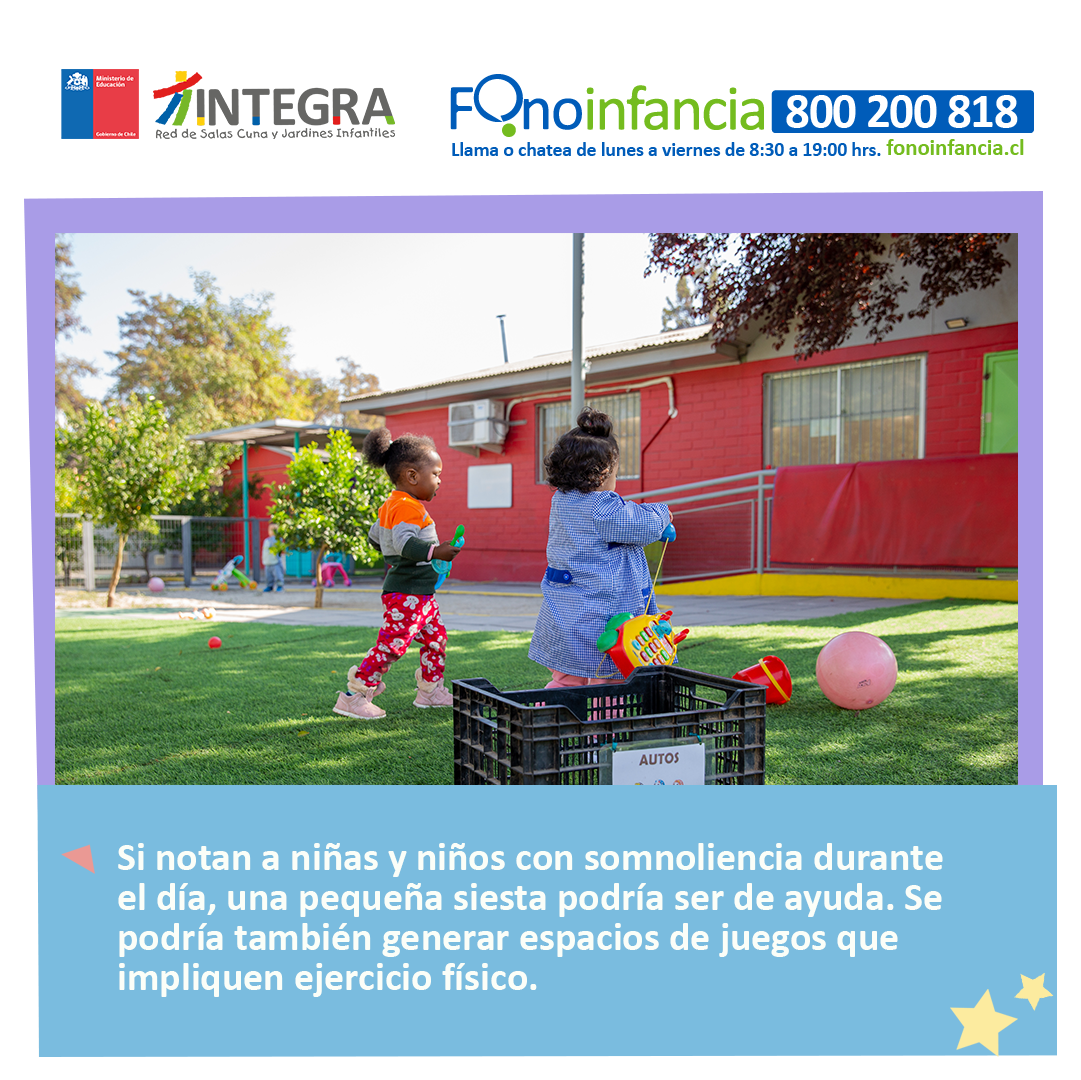 Ministerio de
Educación
Gobierno de Chile
INTEGRA
Red de Salas Cuna y Jardines Infantiles
Fonoinfancia 800 200 818
Llama o chatea de lunes a viernes de 8:30 a 19:00 hrs. fonoinfancia.cl
AUTOS
Si notan a niñas y niños con somnoliencia durante
el día, una pequeña siesta podría ser de ayuda. Se
podría también generar espacios de juegos que
impliquen ejercicio físico.